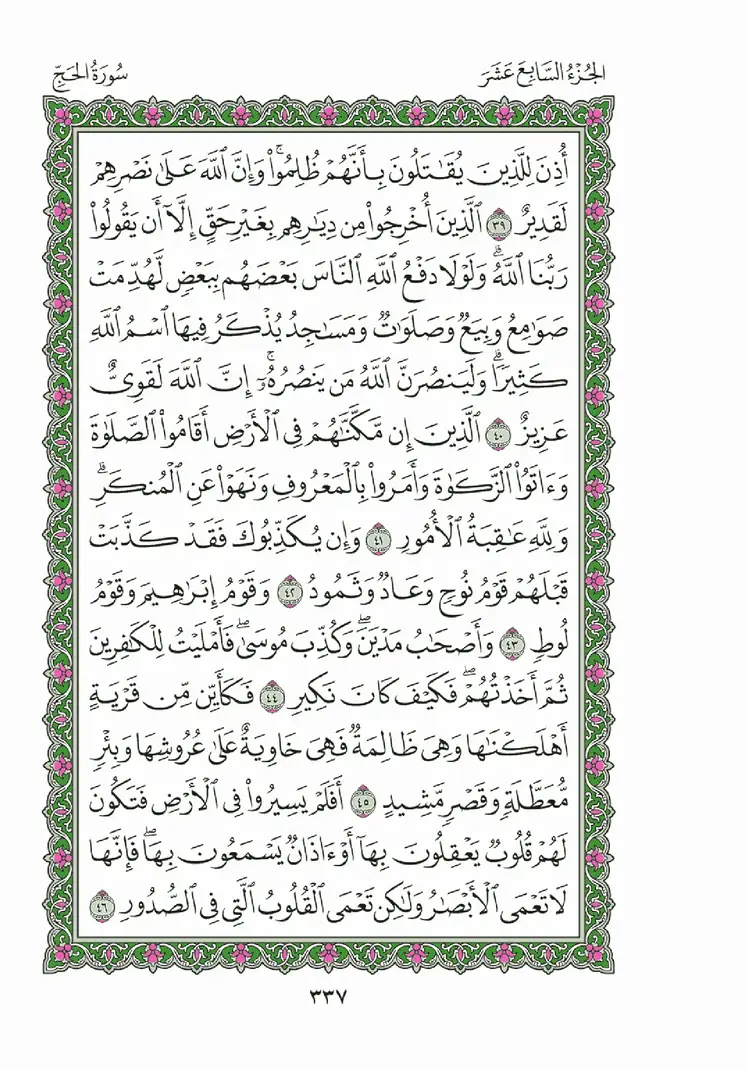 الجُزْءُ السَّابِعَ عَشَرَ
سُورَةُ الحَجِّ
أُذِنَ لِلَّذِينَ يُقَٰتَلُونَ بِأَنَّهُمْ ظُلِمُوا۟ۚ وَإِنَّ ٱللَّهَ عَلَىٰ نَصْرِهِمْ
لَقَدِيرٌ ٣٩ ٱلَّذِينَ أُخْرِجُوا۟ مِن دِيَٰرِهِم بِغَيْرِ حَقٍّ إِلَّآ أَن يَقُولُوا۟
رَبُّنَا ٱللَّهُۗ وَلَوْلَا دَفْعُ ٱللَّهِ ٱلنَّاسَ بَعْضَهُم بِبَعْضٍ لَّهُدِّمَتْ
صَوَٰمِعُ وَبِيَعٌ وَصَلَوَٰتٌ وَمَسَٰجِدُ يُذْكَرُ فِيهَا ٱسْمُ ٱللَّهِ
كَثِيرًاۗ وَلَيَنصُرَنَّ ٱللَّهُ مَن يَنصُرُهُۥٓۚ إِنَّ ٱللَّهَ لَقَوِىٌّ
عَزِيزٌ ٤٠ ٱلَّذِينَ إِن مَّكَّنَّٰهُمْ فِى ٱلْأَرْضِ أَقَامُوا۟ ٱلصَّلَوٰةَ
وَءَاتَوُا۟ ٱلزَّكَوٰةَ وَأَمَرُوا۟ بِٱلْمَعْرُوفِ وَنَهَوْا۟ عَنِ ٱلْمُنكَرِۗ
وَلِلَّهِ عَٰقِبَةُ ٱلْأُمُورِ ٤١ وَإِن يُكَذِّبُوكَ فَقَدْ كَذَّبَتْ
قَبْلَهُمْ قَوْمُ نُوحٍ وَعَادٌ وَثَمُودُ ٤٢ وَقَوْمُ إِبْرَٰهِيمَ وَقَوْمُ
لُوطٍ ٤٣ وَأَصْحَٰبُ مَدْيَنَۖ وَكُذِّبَ مُوسَىٰۖ فَأَمْلَيْتُ لِلْكَٰفِرِينَ
ثُمَّ أَخَذْتُهُمْۖ فَكَيْفَ كَانَ نَكِيرِ ٤٤ فَكَأَيِّن مِّن قَرْيَةٍ
أَهْلَكْنَٰهَا وَهِىَ ظَالِمَةٌ فَهِىَ خَاوِيَةٌ عَلَىٰ عُرُوشِهَا وَبِئْرٍ
مُّعَطَّلَةٍ وَقَصْرٍ مَّشِيدٍ ٤٥ أَفَلَمْ يَسِيرُوا۟ فِى ٱلْأَرْضِ فَتَكُونَ
لَهُمْ قُلُوبٌ يَعْقِلُونَ بِهَآ أَوْ ءَاذَانٌ يَسْمَعُونَ بِهَاۖ فَإِنَّهَا
لَا تَعْمَى ٱلْأَبْصَٰرُ وَلَٰكِن تَعْمَى ٱلْقُلُوبُ ٱلَّتِى فِى ٱلصُّدُورِ ٤٦
٣٣٧